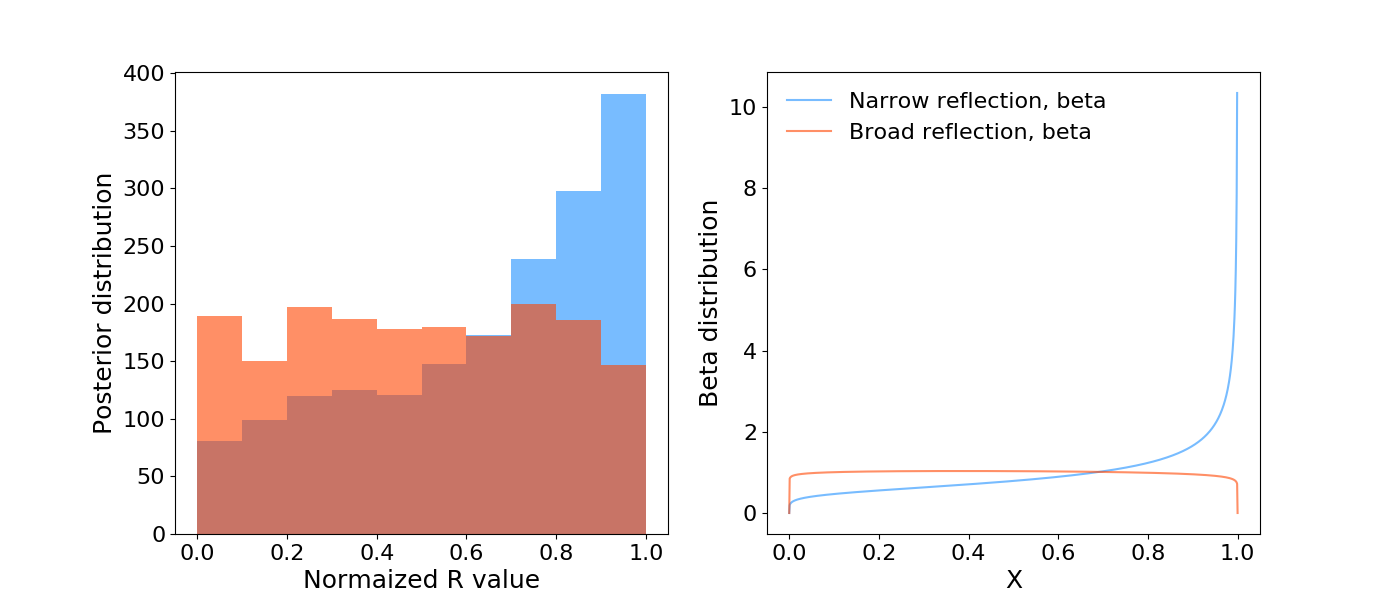 Posterior distribution
400
350
300
250
200
150
100
50
0
0.0 0.2 0.4 0.6 0.8 1.0
Normaized R value
Beta distribution
10
8
6
4
2
0
0.0 0.2 0.4 0.6 0.8 1.0
X
Narrow reflection, beta
Broad reflection, beta